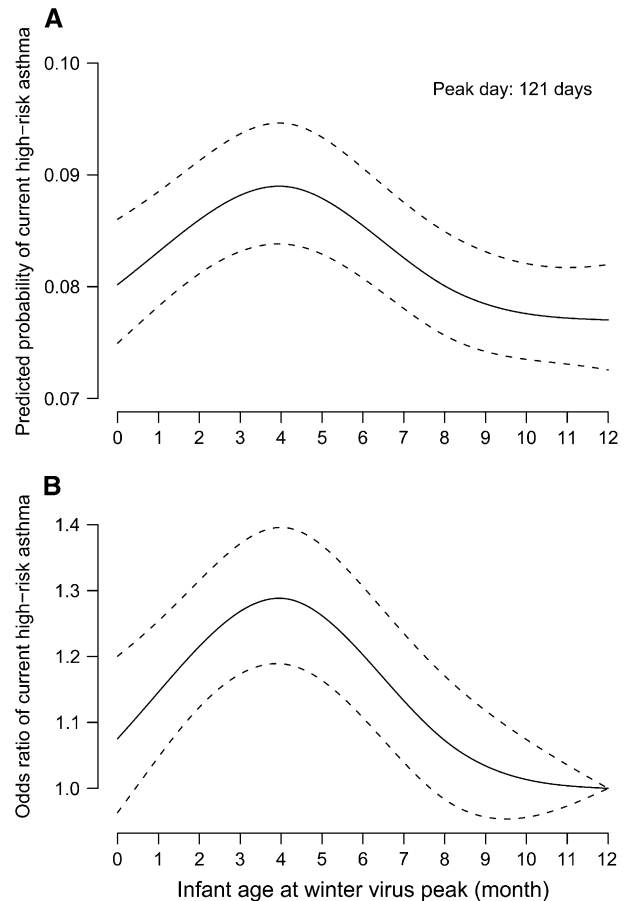 A
Predicted probability of current high−risk asthma
Peak day: 121 days
0.10
0.09
0.08
0.07
0 1 2 3 4 5 6 7 8 9 10 11 12
B
Odds ratio of current high−risk asthma
1.4
1.3
1.2
1.1
1.0
0 1 2 3 4 5 6 7 8 9 10 11 12
Infant age at winter virus peak (month)